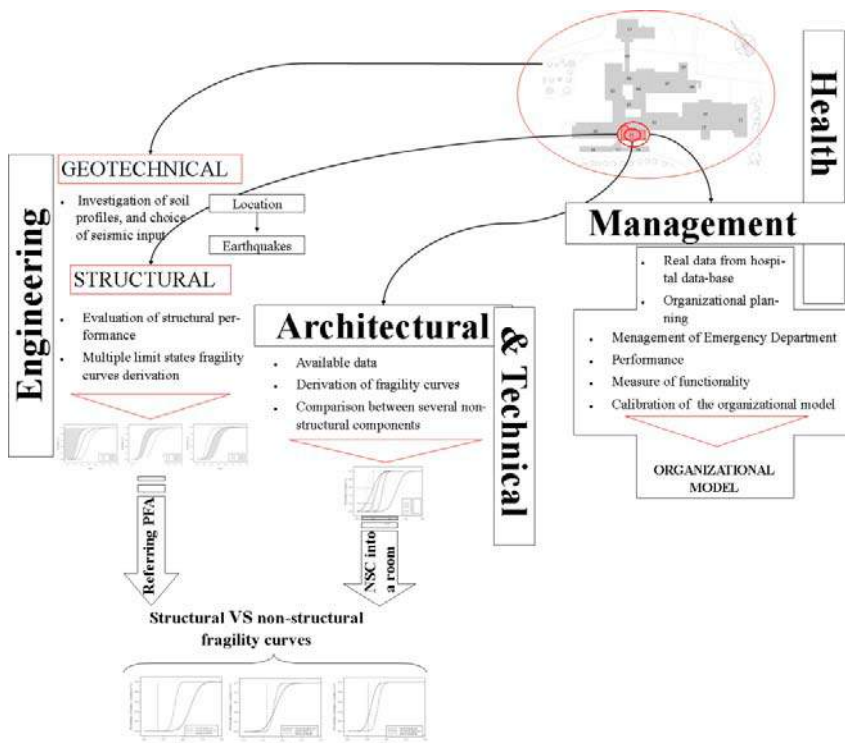 Engineering
GEOTECHNICAL
• Investigation of soil
profiles, and choice
of seismic input
Location
Earthquakes
STRUCTURAL
• Evaluation of structural per-
formance
• Multiple limit states fragility
curves derivation
Referring PFA
Architectural
& Technical
• Available data
• Derivation of fragility curves
• Comparison between several non-
structural components
NSC into
a room
Health
Management
• Real data from hospi-
tal data-base
• Organizational plan-
ning
• Menagement of Emergency Department
• Performance
• Measure of functionality
• Calibration of the organizational model
ORGANIZATIONAL
MODEL
Structural VS non-structural
fragility curves